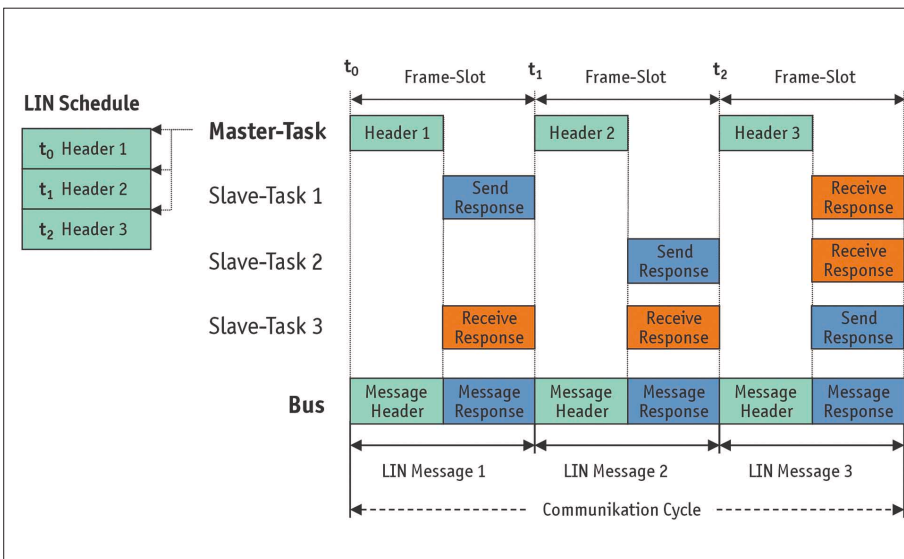 t0 t1 t2
Frame-Slot Frame-Slot Frame-Slot
LIN Schedule
t0 Header 1
t1 Header 2
t2 Header 3
Master-Task
Header 1 Header 2 Header 3
Slave-Task 1
Send Response
Receive Response
Slave-Task 2
Send Response
Receive Response
Slave-Task 3
Receive Response
Receive Response
Send Response
Bus
Message Header
Message Response
Message Header
Message Response
Message Header
Message Response
LIN Message 1 LIN Message 2 LIN Message 3
Communikation Cycle